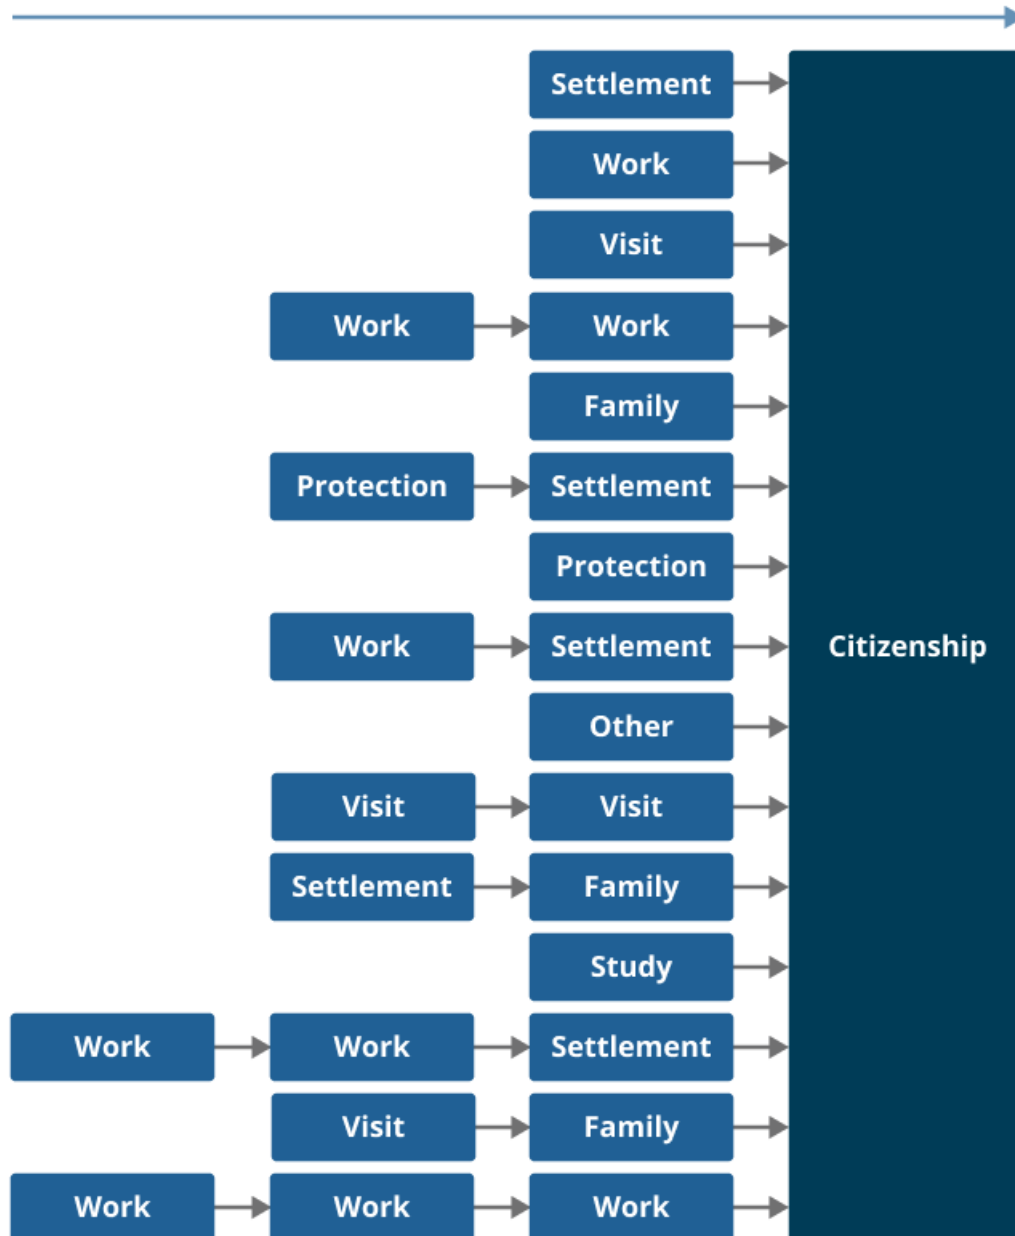 Settlement
Work
Visit
Work Work
Family
Protection Settlement
Protection
Work Settlement
Citizenship
Other
Visit Visit
Settlement Family
Study
Work Work Settlement
Visit Family
Work Work Work